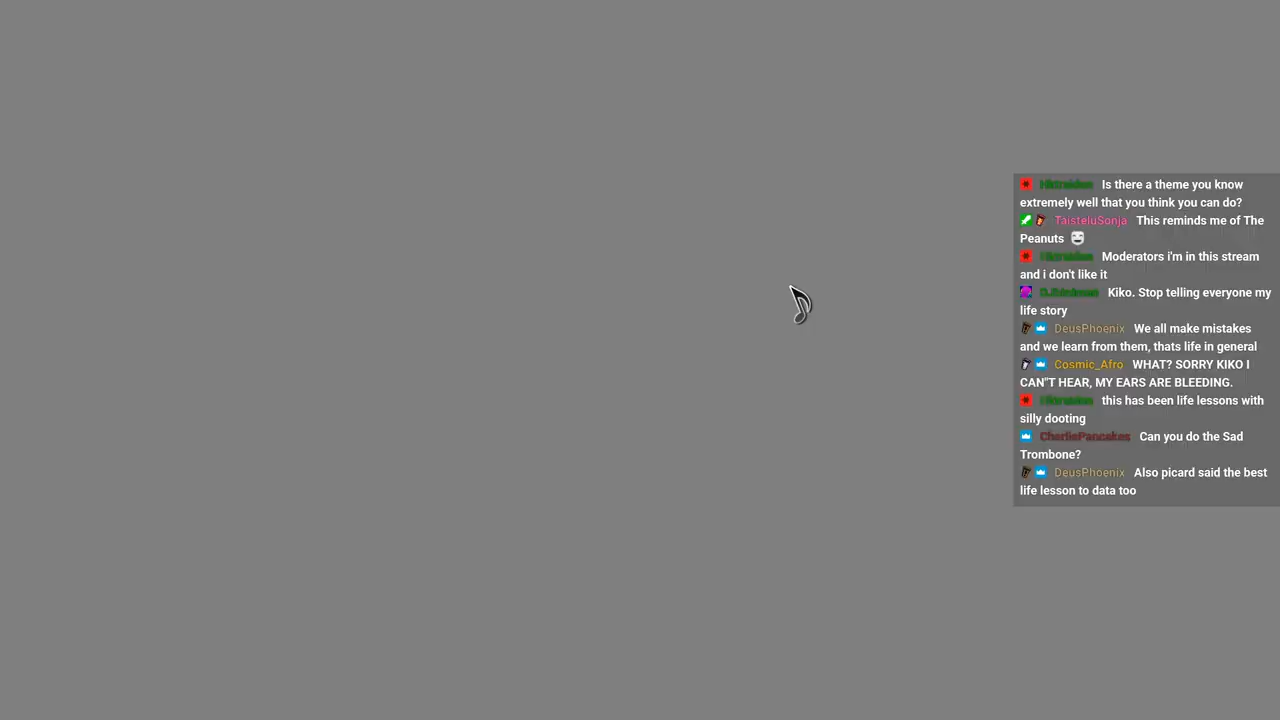 Is there a theme you know
extremely well that you think you can do?
TaisteluSonja This reminds me of The
Peanuts
Moderators i'm in this stream
and i don't like it
Kiko. Stop telling everyone my
life story
DeusPhoenix We all make mistakes
and we learn from them, thats life in general
Cosmic_Afro WHAT? SORRY KIKO I
CAN"T HEAR, MY EARS ARE BLEEDING.
this has been life lessons with
silly dooting
CharliePancakes Can you do the Sad
Trombone?
DeusPhoenix Also picard said the best
life lesson to data too